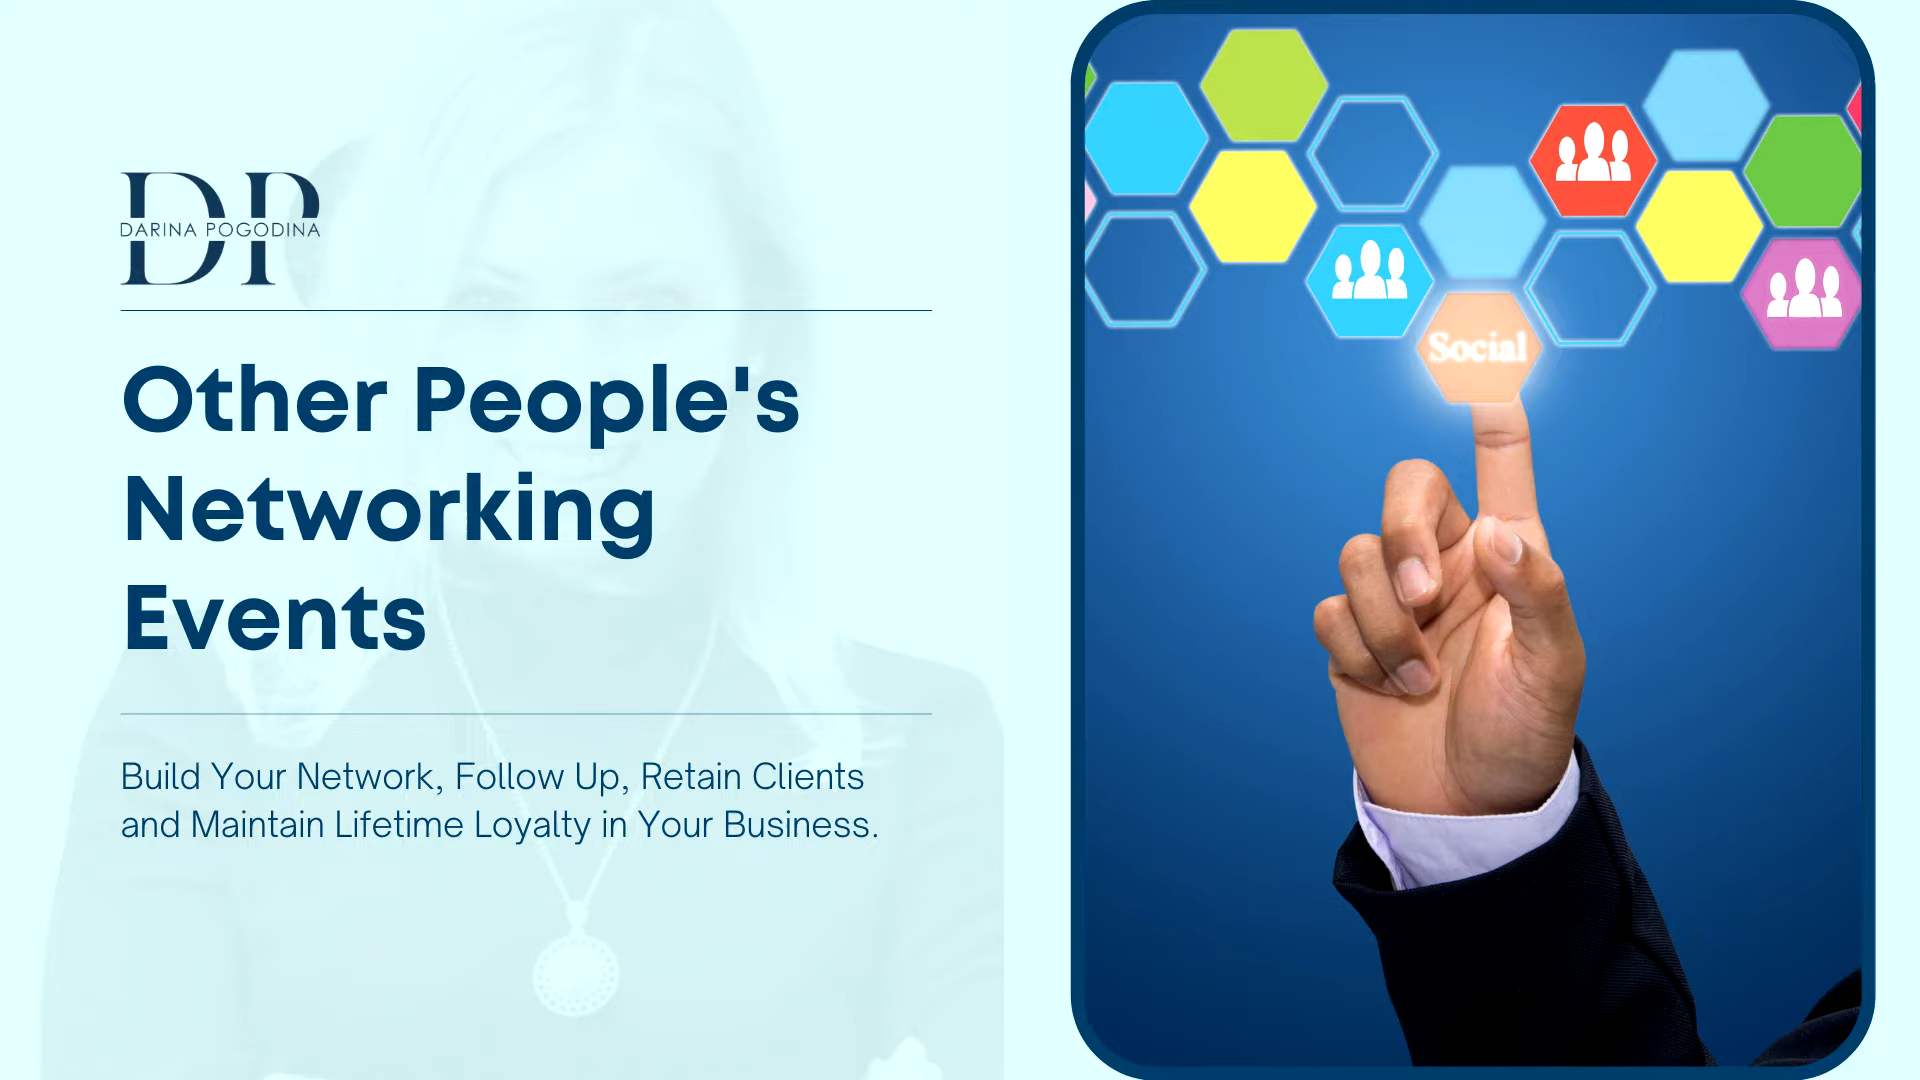 DP
DARINA POGODINA
Other People's
Networking
Events
Build Your Network, Follow Up, Retain Clients
and Maintain Lifetime Loyalty in Your Business.
Social